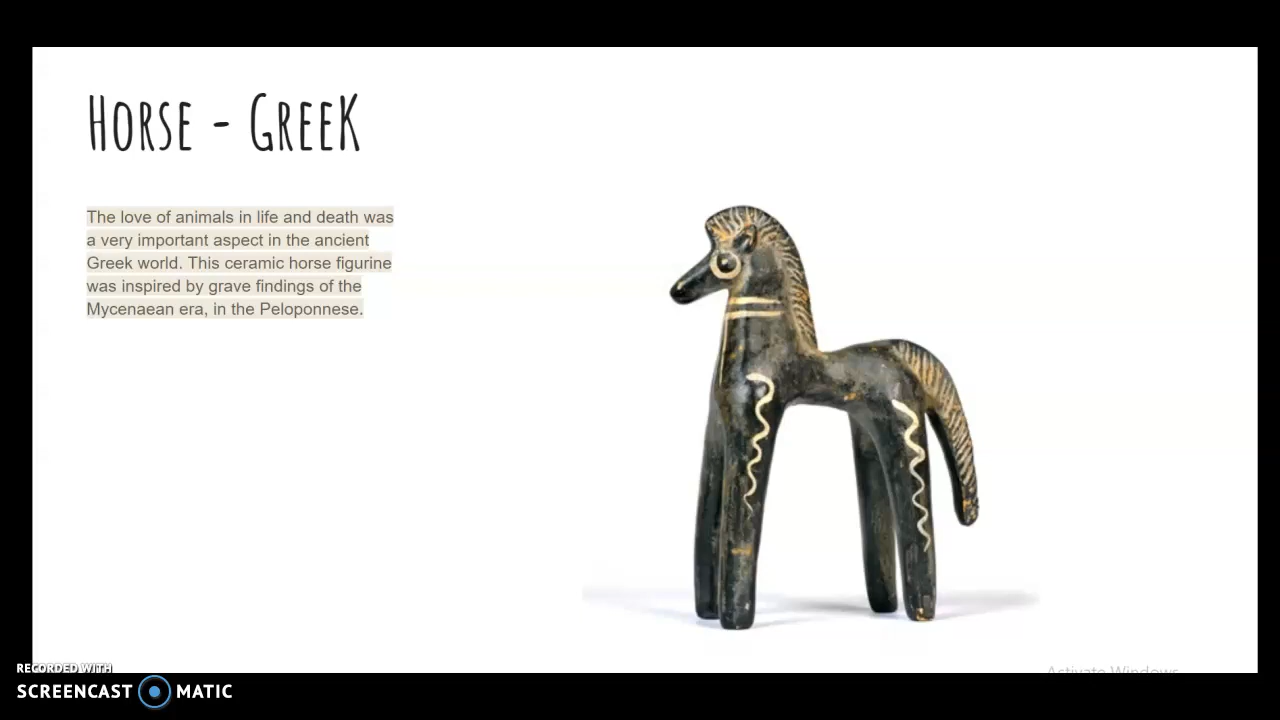 HORSE - GREEK
The love of animals in life and death was
a very important aspect in the ancient
Greek world. This ceramic horse figurine
was inspired by grave findings of the
Mycenaean era, in the Peloponnese.
Activate Windows
RECORDED WITH
SCREENCAST MATIC